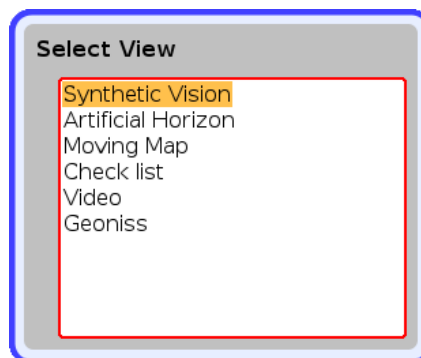 Select View
Synthetic Vision
Artificial Horizon
Moving Map
Check list
Video
Geoniss